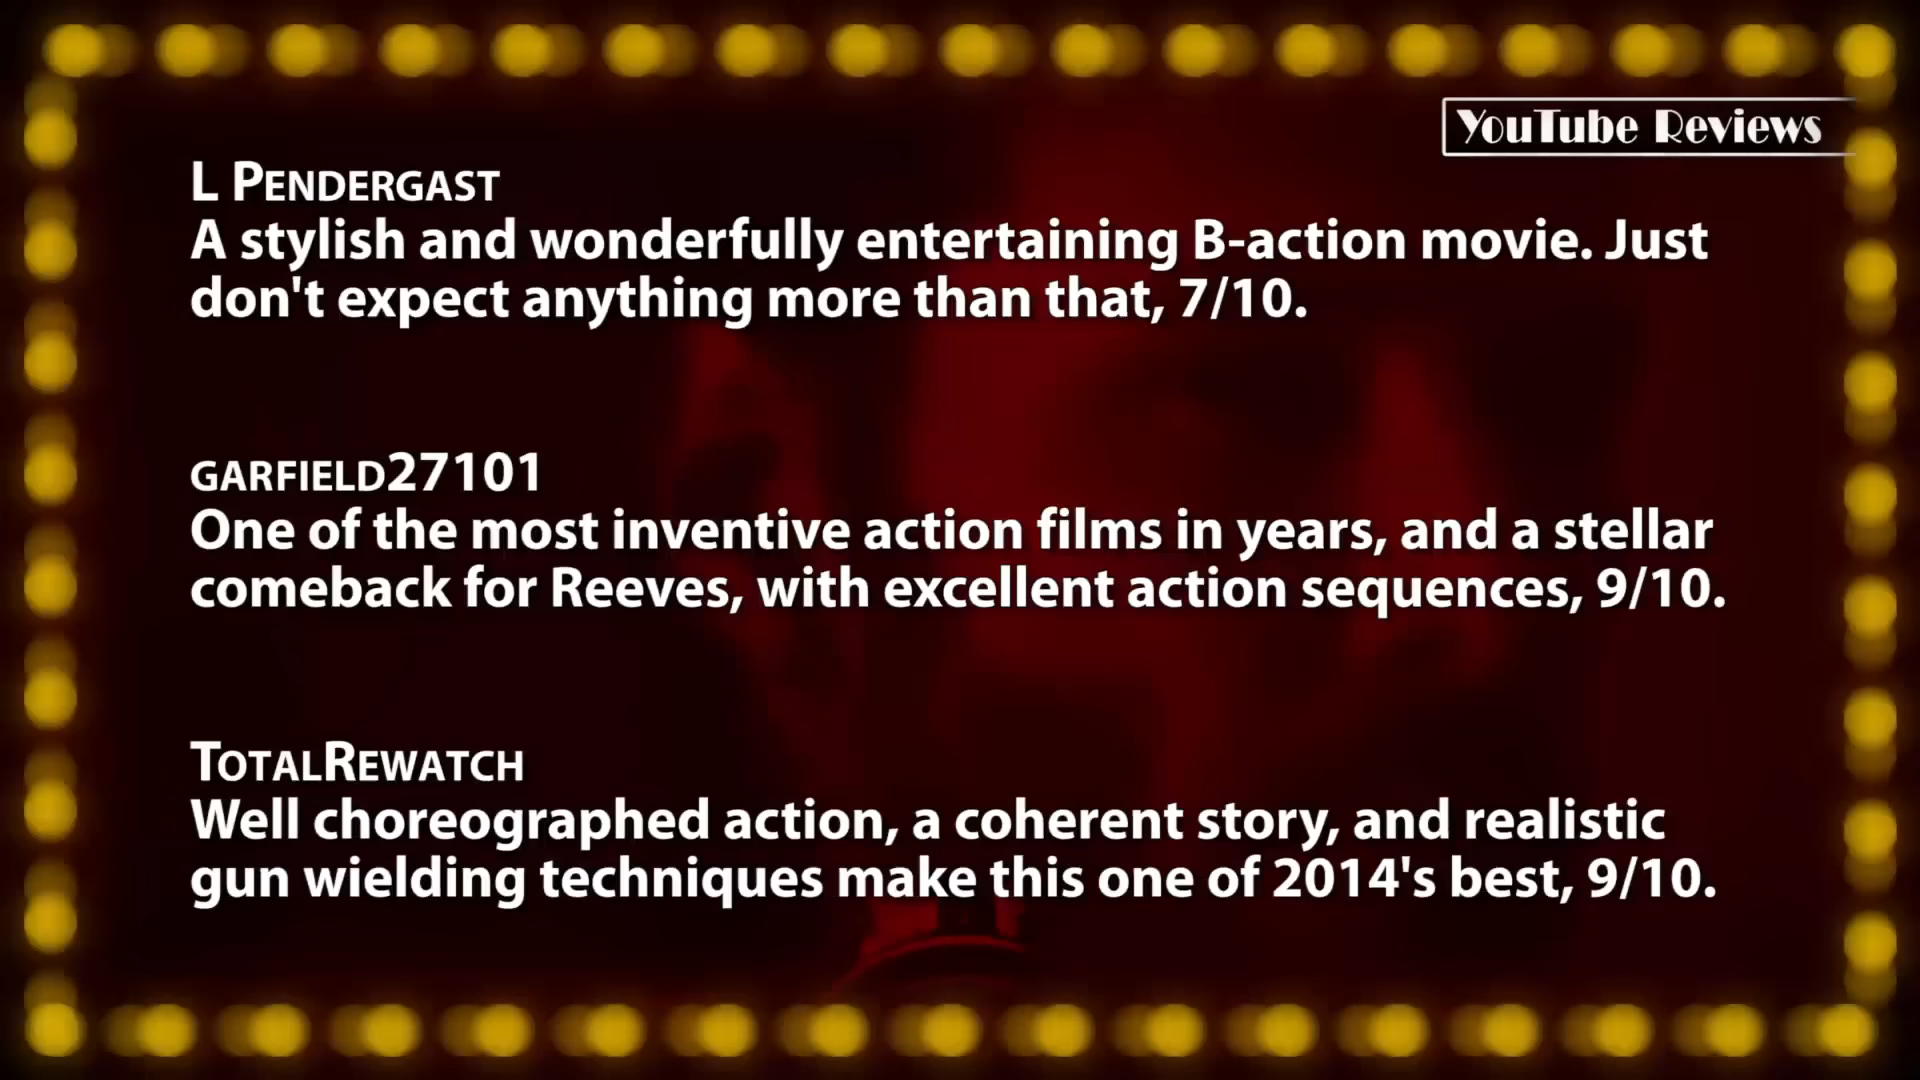 YouTube Reviews
L Pendergast
A stylish and wonderfully entertaining B-action movie. Just
don't expect anything more than that, 7/10.
garfield27101
One of the most inventive action films in years, and a stellar
comeback for Reeves, with excellent action sequences, 9/10.
TotalRewatch
Well choreographed action, a coherent story, and realistic
gun wielding techniques make this one of 2014's best, 9/10.